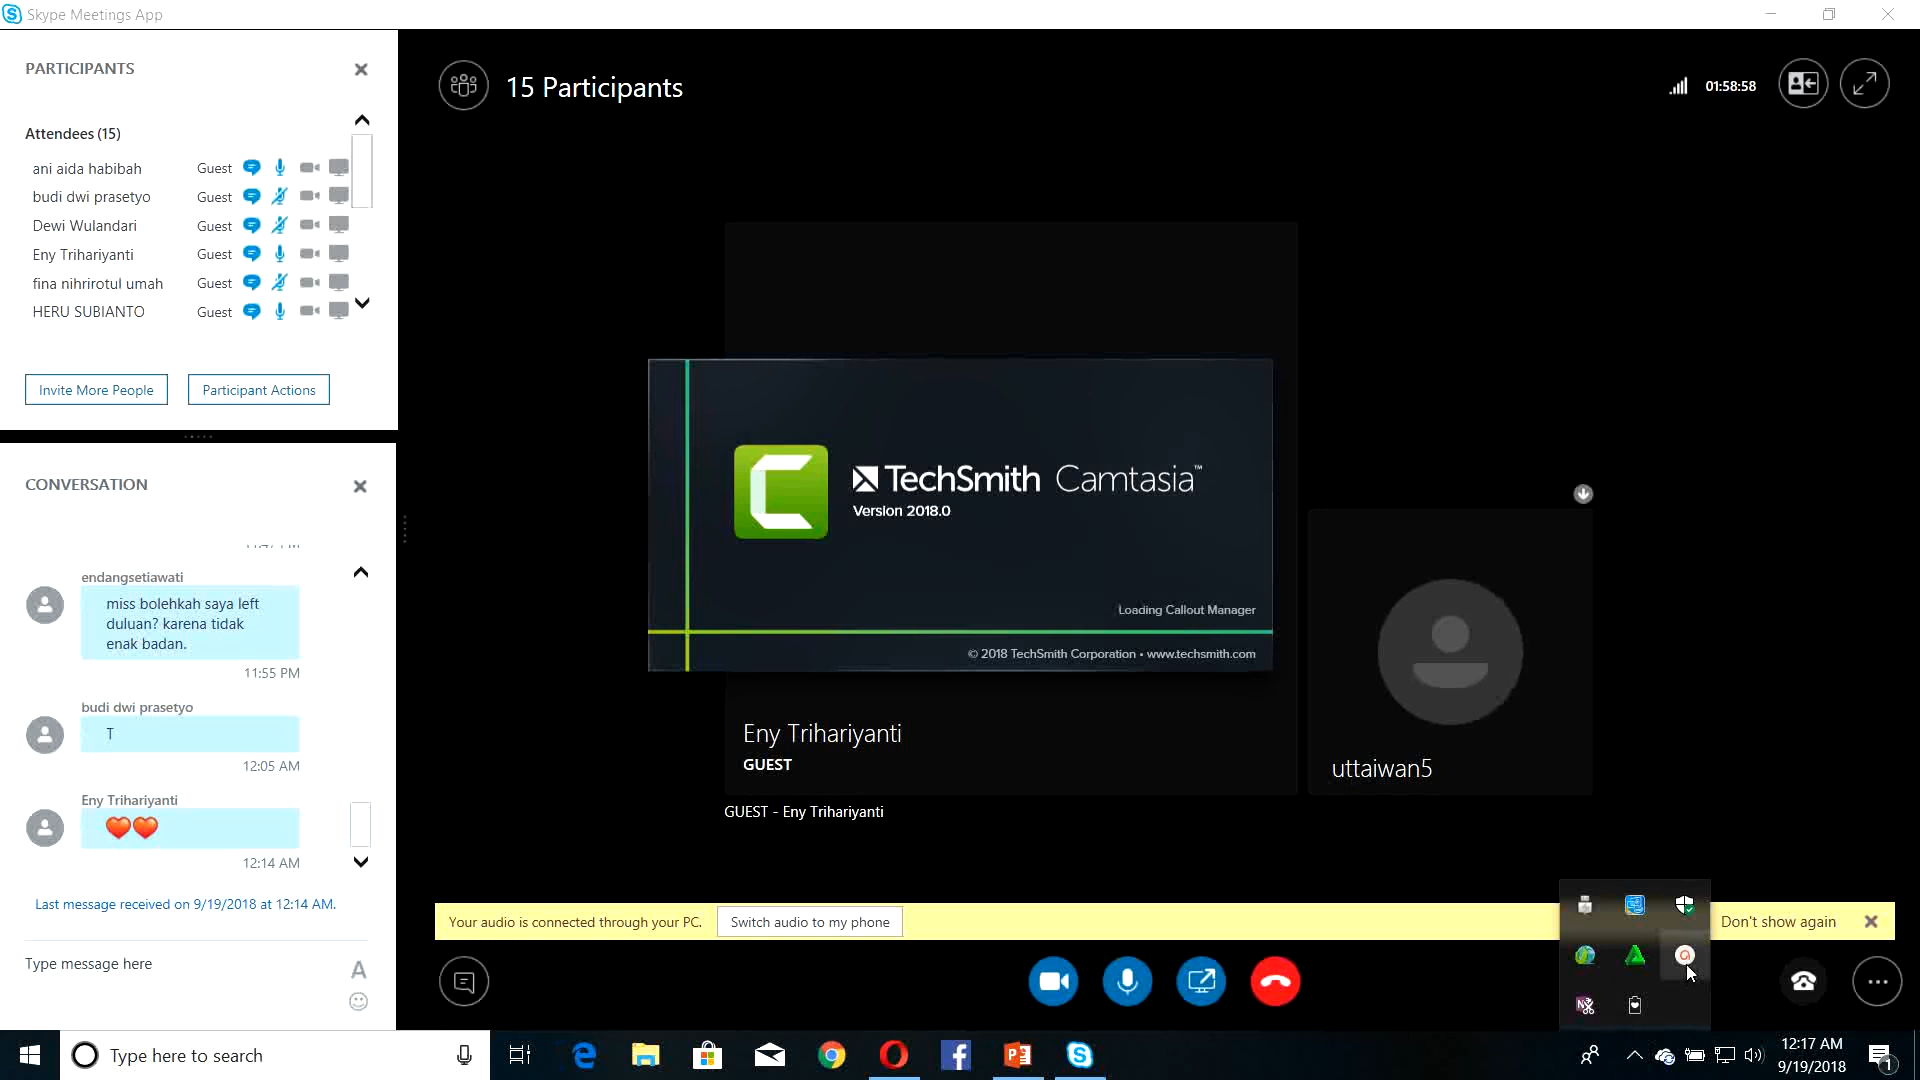 Skype Meetings App
PARTICIPANTS
Attendees (15)
ani aida habibah Guest
budi dwi prasetyo Guest
Dewi Wulandari Guest
Eny Trihariyanti Guest
fina nihrirotul umah Guest
HERU SUBIANTO Guest
Invite More People Participant Actions
CONVERSATION
endangsetiawati
miss bolehkah saya left
duluan? karena tidak
enak badan.
11:55 PM
budi dwi prasetyo
T
12:05 AM
Eny Trihariyanti
12:14 AM
Last message received on 9/19/2018 at 12:14 AM.
Type message here
A
15 Participants
01:58:58
TechSmith Camtasia™
Version 2018.0
Loading Callout Manager
© 2018 TechSmith Corporation • www.techsmith.com
Eny Trihariyanti
GUEST
uttaiwan5
GUEST - Eny Trihariyanti
Your audio is connected through your PC. Switch audio to my phone Don't show again
Type here to search
12:17 AM
9/19/2018
1